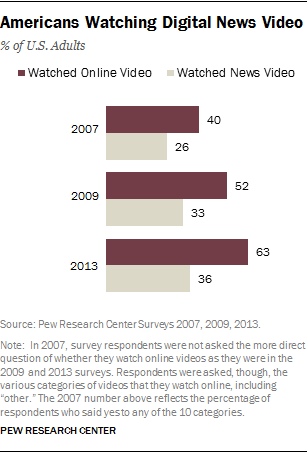 Americans Watching Digital News Video
% of U.S. Adults
Watched Online Video Watched News Video
2007 40
26
2009 52
33
2013 63
36
Source: Pew Research Center Surveys 2007, 2009, 2013.
Note: In 2007, survey respondents were not asked the more direct
question of whether they watch online videos as they were in the
2009 and 2013 surveys. Respondents were asked, though, the
various categories of videos that they watch online, including
“other.” The 2007 number above reflects the percentage of
respondents who said yes to any of the 10 categories.
PEW RESEARCH CENTER